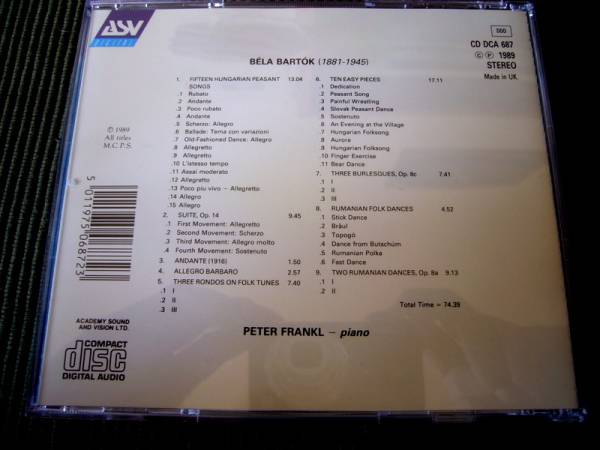 ASV
DIGITAL
DDD
CD DCA 687
© ℗ 1989
STEREO
Made in UK
BÉLA BARTÓK (1881-1945)
© 1989
All titles
M.C.P.S.
1. FIFTEEN HUNGARIAN PEASANT 13.04
SONGS
.1 Rubato
.2 Andante
.3 Poco rubato
.4 Andante
.5 Scherzo: Allegro
.6 Ballade: Tema con variazioni
.7 Old-Fashioned Dance: Allegro
.8 Allegretto
.9 Allegretto
.10 L'istesso tempo
.11 Assai moderato
.12 Allegretto
.13 Poco piu vivo – Allegretto
.14 Allegro
.15 Allegro
2. SUITE, Op. 14 9.45
.1 First Movement: Allegretto
.2 Second Movement: Scherzo
.3 Third Movement: Allegro molto
.4 Fourth Movement: Sostenuto
3. ANDANTE (1916) 1.50
4. ALLEGRO BARBARO 2.57
5. THREE RONDOS ON FOLK TUNES 7.40
.1 I
.2 II
.3 III
6. TEN EASY PIECES 17.11
.1 Dedication
.2 Peasant Song
.3 Painful Wrestling
.4 Slovak Peasant Dance
.5 Sostenuto
.6 An Evening at the Village
.7 Hungarian Folksong
.8 Aurore
.9 Hungarian Folksong
.10 Finger Exercise
.11 Bear Dance
7. THREE BURLESQUES, Op. 8c 7.41
.1 I
.2 II
.3 III
8. RUMANIAN FOLK DANCES 4.52
.1 Stick Dance
.2 Brâul
.3 Topogó
.4 Dance from Butschüm
.5 Rumanian Polka
.6 Fast Dance
9. TWO RUMANIAN DANCES, Op. 8a 9.13
.1 I
.2 II
Total Time = 74.39
5 011975 068723
ACADEMY SOUND
AND VISION LTD.
COMPACT
disc
DIGITAL AUDIO
PETER FRANKL – piano